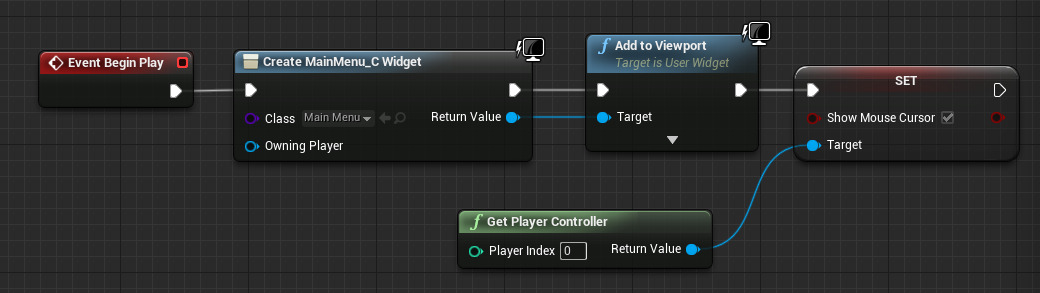 Event Begin Play
Create MainMenu_C Widget
Class Main Menu
Return Value
Owning Player
f Add to Viewport
Target is User Widget
Target
SET
Show Mouse Cursor
Target
f Get Player Controller
Player Index 0
Return Value